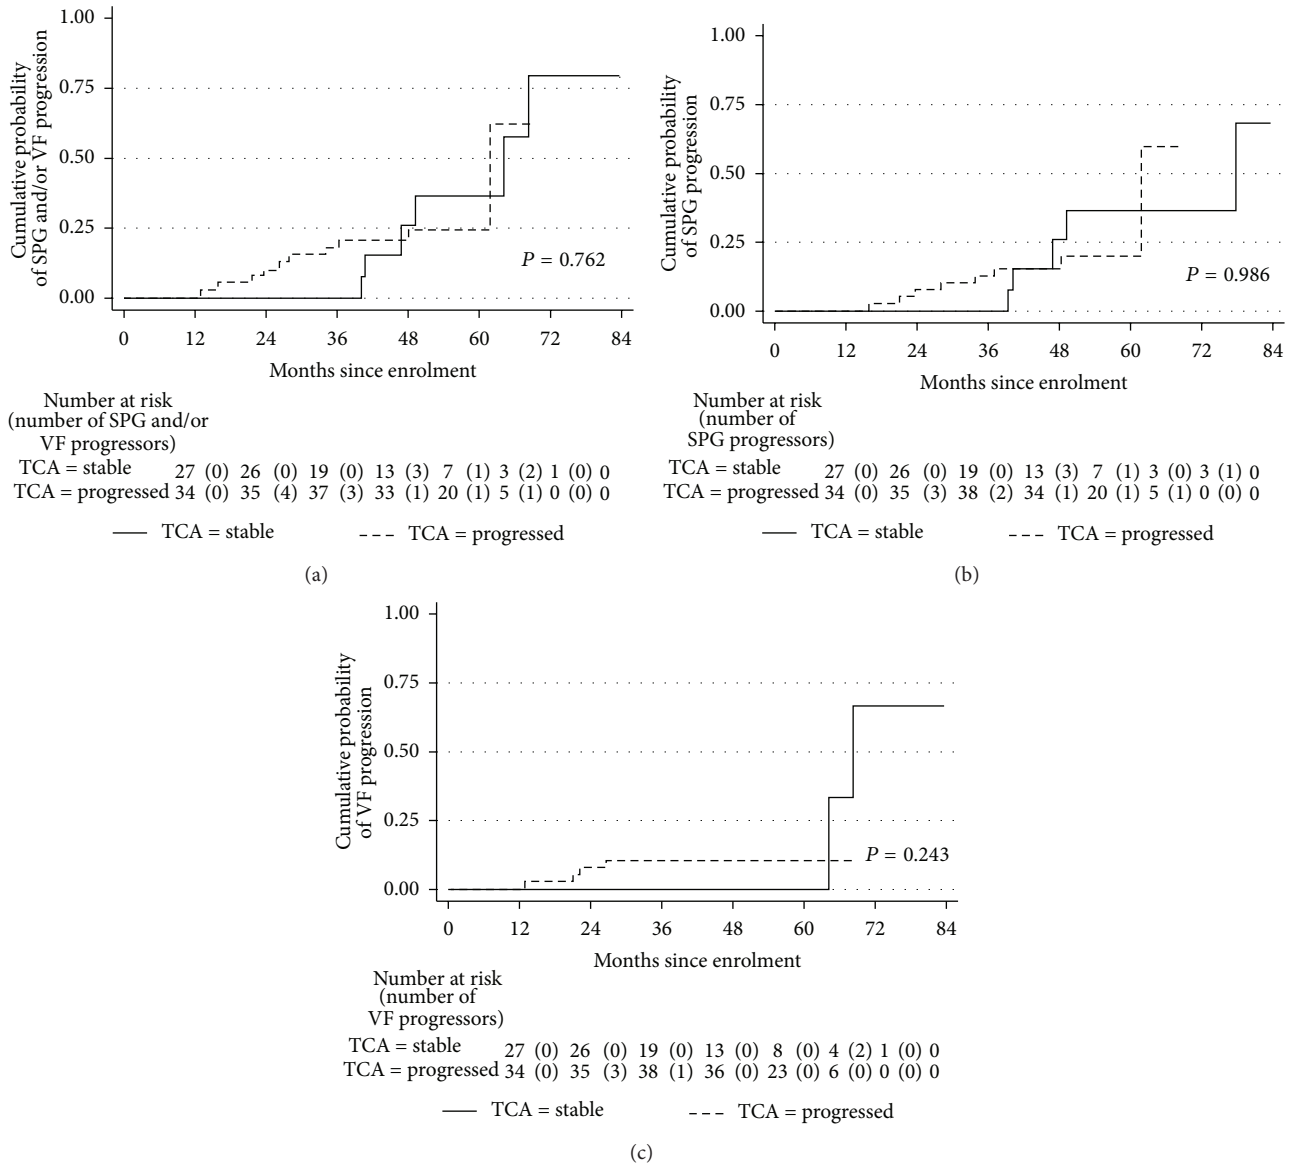 Cumulative probability
of SPG and/or VF progression
1.00
0.75
0.50
0.25
0.00
P = 0.762
0 12 24 36 48 60 72 84
Months since enrolment
Number at risk
(number of SPG and/or
VF progressors)
TCA = stable 27 (0) 26 (0) 19 (0) 13 (3) 7 (1) 3 (2) 1 (0) 0
TCA = progressed 34 (0) 35 (4) 37 (3) 33 (1) 20 (1) 5 (1) 0 (0) 0
TCA = stable TCA = progressed
(a)
Cumulative probability
of SPG progression
1.00
0.75
0.50
0.25
0.00
P = 0.986
0 12 24 36 48 60 72 84
Months since enrolment
Number at risk
(number of
SPG progressors)
TCA = stable 27 (0) 26 (0) 19 (0) 13 (3) 7 (1) 3 (0) 3 (1) 0
TCA = progressed 34 (0) 35 (3) 38 (2) 34 (1) 20 (1) 5 (1) 0 (0) 0
TCA = stable TCA = progressed
(b)
Cumulative probability
of VF progression
1.00
0.75
0.50
0.25
0.00
P = 0.243
0 12 24 36 48 60 72 84
Months since enrolment
Number at risk
(number of
VF progressors)
TCA = stable 27 (0) 26 (0) 19 (0) 13 (0) 8 (0) 4 (2) 1 (0) 0
TCA = progressed 34 (0) 35 (3) 38 (1) 36 (0) 23 (0) 6 (0) 0 (0) 0
TCA = stable TCA = progressed
(c)